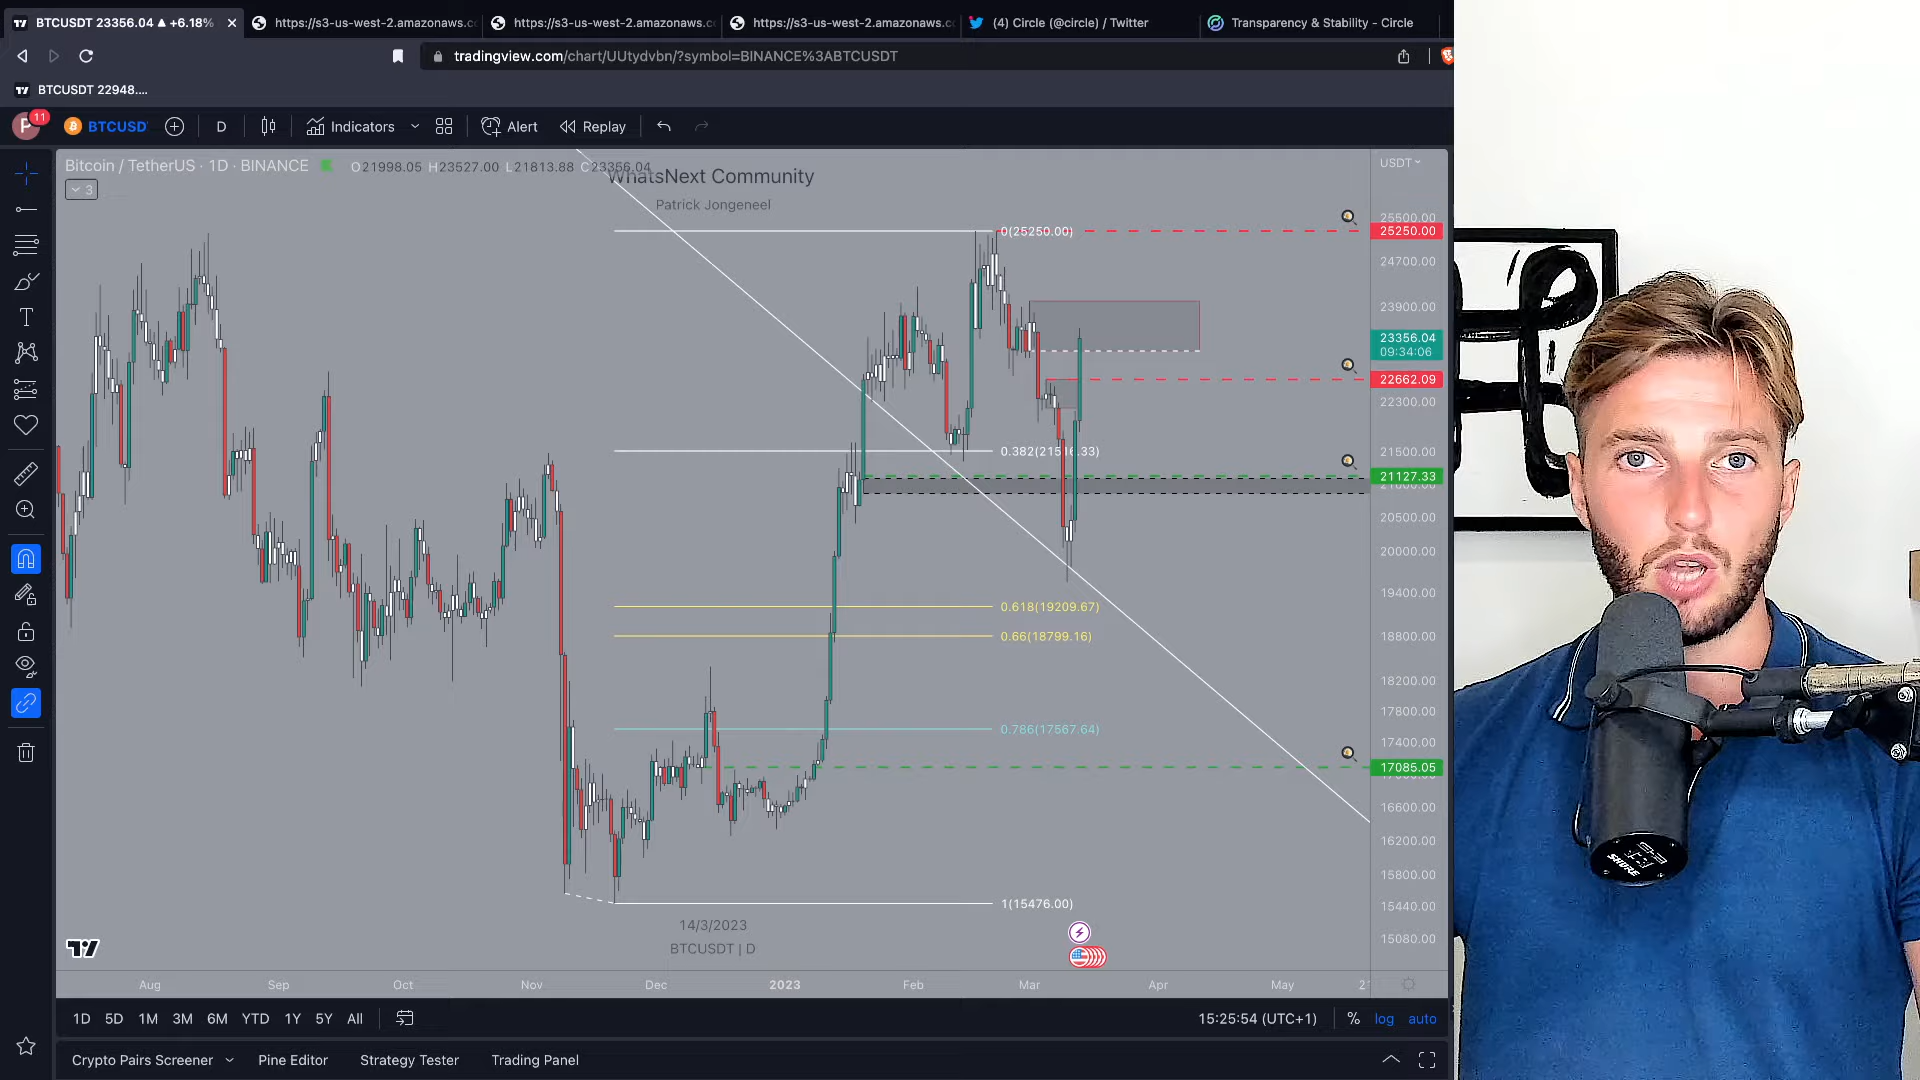 BTCUSDT 23356.04 ▲ +6.18%
https://s3-us-west-2.amazonaws.c
https://s3-us-west-2.amazonaws.c
https://s3-us-west-2.amazonaws.c
(4) Circle (@circle) / Twitter
Transparency & Stability - Circle
tradingview.com/chart/UUtydvbn/?symbol=BINANCE%3ABTCUSDT
BTCUSDT 22948....
P 11
BTCUSD
D
Indicators
Alert
Replay
Bitcoin / TetherUS · 1D · BINANCE
O21998.05 H23527.00 L21813.88 C23356.04
3
WhatsNext Community
Patrick Jongeneel
USDT
25500.00
0(25250.00)
25250.00
24700.00
23900.00
23356.04
09:34:06
22662.09
22300.00
0.382(21516.33)
21500.00
21127.33
21000.00
20500.00
20000.00
19400.00
0.618(19209.67)
0.66(18799.16)
18800.00
18200.00
17800.00
0.786(17567.64)
17400.00
17085.05
16600.00
16200.00
15800.00
1(15476.00)
15440.00
15080.00
14/3/2023
BTCUSDT | D
Aug
Sep
Oct
Nov
Dec
2023
Feb
Mar
Apr
May
1D 5D 1M 3M 6M YTD 1Y 5Y All
15:25:54 (UTC+1)
% log auto
Crypto Pairs Screener
Pine Editor
Strategy Tester
Trading Panel
SHURE